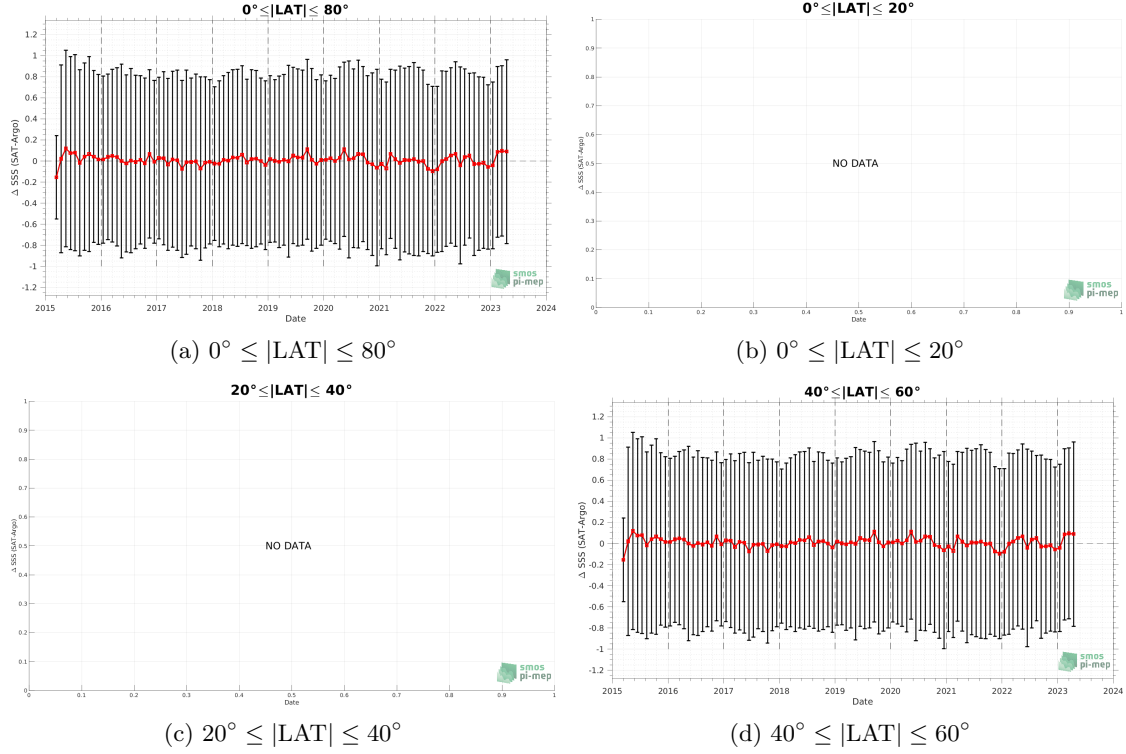 0°≤|LAT|≤ 80°
1.2
1
0.8
0.6
0.4
0.2
0
-0.2
-0.4
-0.6
-0.8
-1
-1.2
Δ SSS (SAT-Argo)
2015 2016 2017 2018 2019 2020 2021 2022 2023 2024
Date
smos
pi-mep
(a) 0° ≤ |LAT| ≤ 80°
0°≤|LAT|≤ 20°
1
0.9
0.8
0.7
0.6
0.5
0.4
0.3
0.2
0.1
0
Δ SSS (SAT-Argo)
NO DATA
0 0.1 0.2 0.3 0.4 0.5 0.6 0.7 0.8 0.9 1
Date
smos
pi-mep
(b) 0° ≤ |LAT| ≤ 20°
20°≤|LAT|≤ 40°
1
0.9
0.8
0.7
0.6
0.5
0.4
0.3
0.2
0.1
0
Δ SSS (SAT-Argo)
NO DATA
0 0.1 0.2 0.3 0.4 0.5 0.6 0.7 0.8 0.9 1
Date
smos
pi-mep
(c) 20° ≤ |LAT| ≤ 40°
40°≤|LAT|≤ 60°
1.2
1
0.8
0.6
0.4
0.2
0
-0.2
-0.4
-0.6
-0.8
-1
-1.2
Δ SSS (SAT-Argo)
2015 2016 2017 2018 2019 2020 2021 2022 2023 2024
Date
smos
pi-mep
(d) 40° ≤ |LAT| ≤ 60°